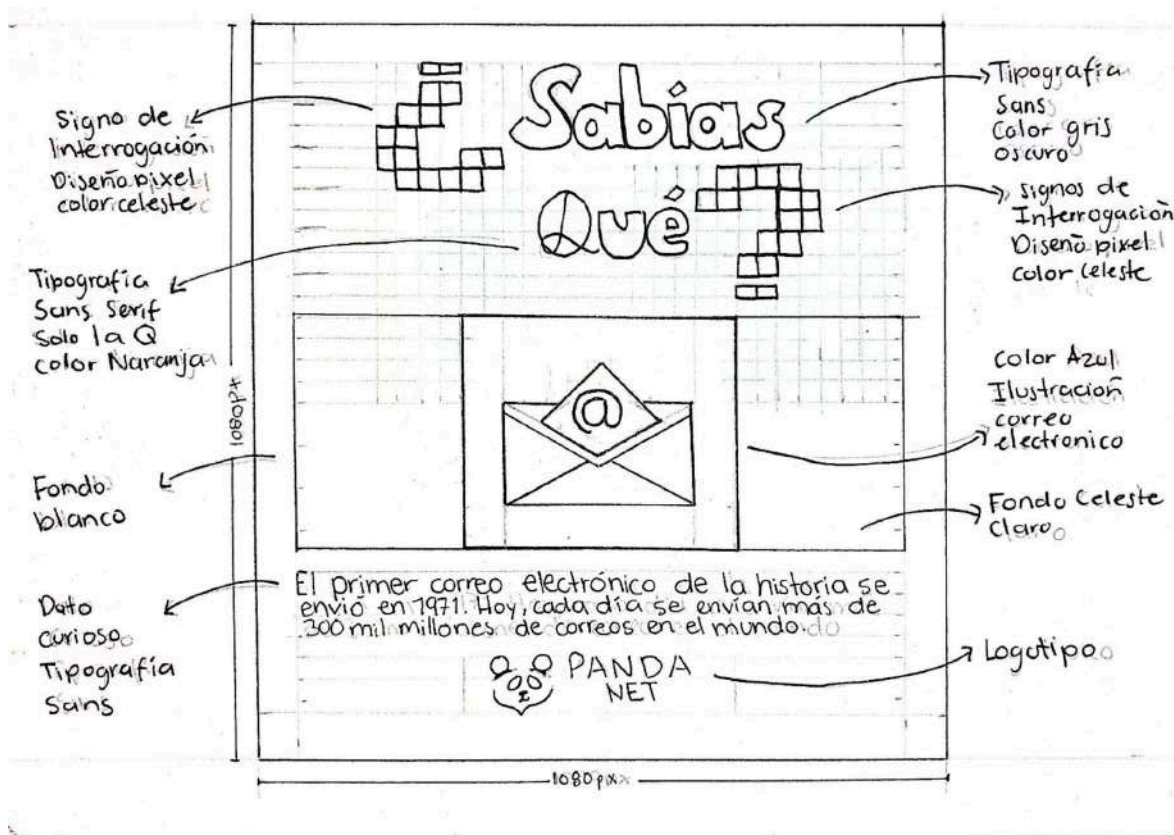 ¿Sabías
Qué?
Signo de
Interrogación
Diseño pixel
color celeste
Tipografía
Sans Serif
Solo la Q
color Naranja
Fondo
blanco
Dato
curioso
Tipografía
Sans
1080px
@
El primer correo electrónico de la historia se
envió en 1971. Hoy, cada día se envían más de
300 mil millones de correos en el mundo.
PANDA
NET
1080px
Tipografía
Sans
Color gris
oscuro
signos de
Interrogación
Diseño pixel
color celeste
color Azul
Ilustración
correo
electronico
Fondo Celeste
Claro
Logotipo